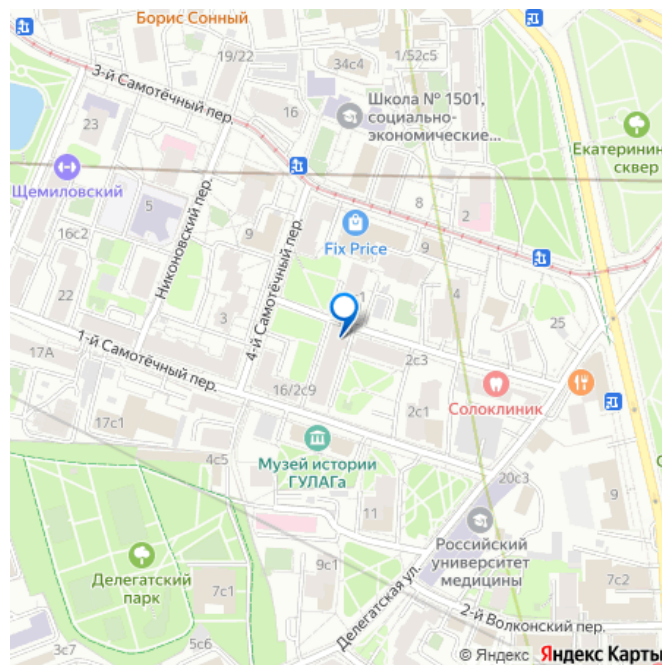 Борис Сонный
19/22
34с4
1/52с5
3-й Самотёчный пер.
16
Школа № 1501,
социально-
экономические...
23
Екатеринин
сквер
Щемиловский
5
Никоновский пер.
8
2
16с2
9
4-й Самотёчный пер.
Fix Price
9
22
3
4
25
1-й Самотёчный пер.
17А
2с3
16/2с9
Солоклиник
2с1
17с1
Музей истории
ГУЛАГа
4с5
20с3
9
11
Российский
университет
медицины
Делегатский
парк
7с1
9с1
Делегатская ул.
7с2
2-й Волконский пер.
5с6
3с7
© Яндекс Яндекс Карты